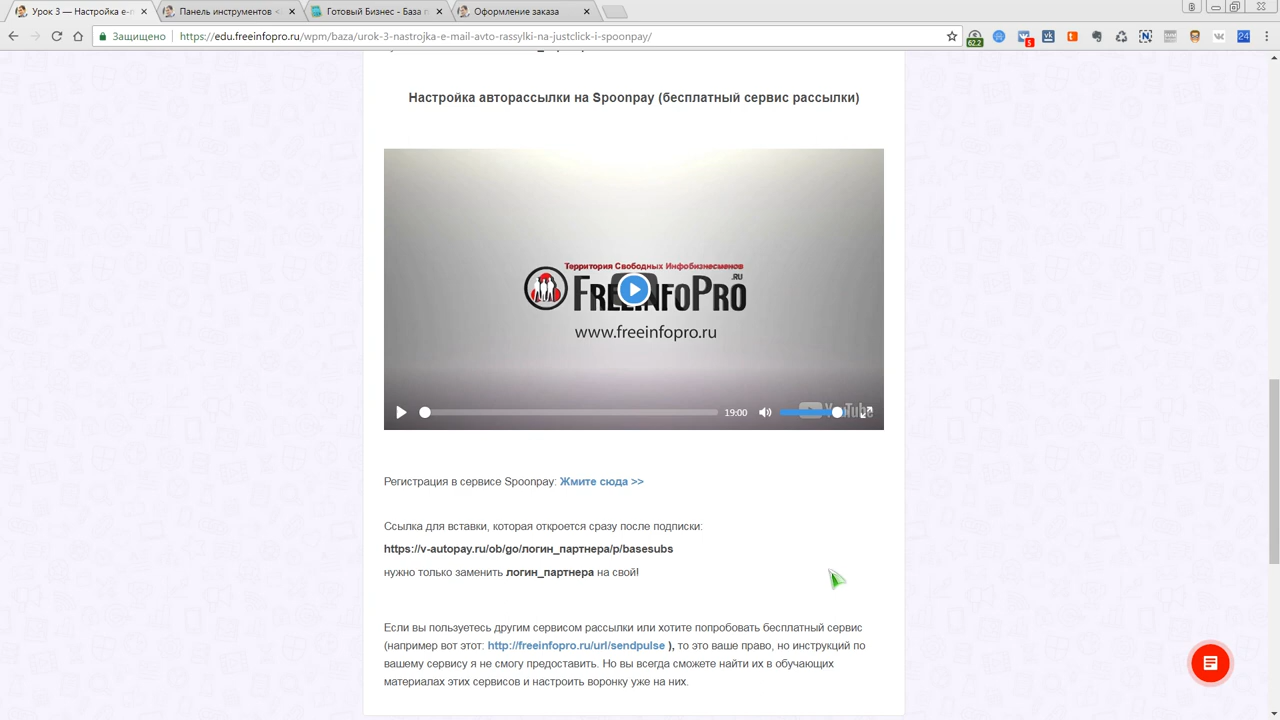 Урок 3 — Настройка e-
Панель инструментов
Готовый Бизнес - База п
Оформление заказа
Защищено
https://edu.freeinfopro.ru/wpm/baza/urok-3-nastrojka-e-mail-avto-rassylki-na-justclick-i-spoonpay/
62.2
5
24
Настройка авторассылки на Spoonpay (бесплатный сервис рассылки)
Территория Свободных Инфобизнесменов
FREEINFOPRO
.RU
www.freeinfopro.ru
19:00
YouTube
Регистрация в сервисе Spoonpay: Жмите сюда >>
Ссылка для вставки, которая откроется сразу после подписки:
https://v-autopay.ru/ob/go/логин_партнера/p/basesubs
нужно только заменить логин_партнера на свой!
Если вы пользуетесь другим сервисом рассылки или хотите попробовать бесплатный сервис
(например вот этот: http://freeinfopro.ru/url/sendpulse ), то это ваше право, но инструкций по
вашему сервису я не смогу предоставить. Но вы всегда сможете найти их в обучающих
материалах этих сервисов и настроить воронку уже на них.